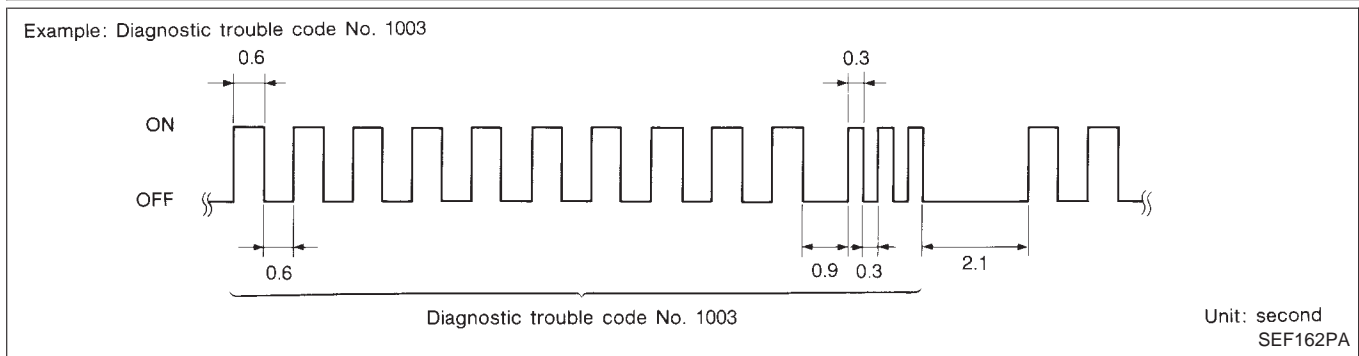 Example: Diagnostic trouble code No. 1003
0.6
0.3
ON
OFF
0.6
0.9
0.3
2.1
Diagnostic trouble code No. 1003
Unit: second
SEF162PA